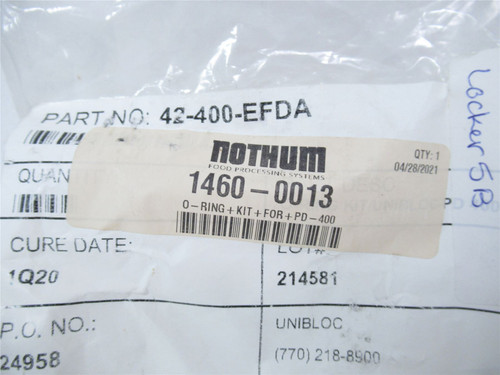 PART NO: 42-400-EFDA
NOTHUM
FOOD PROCESSING SYSTEMS
QTY: 1
04/28/2021
1460-0013
O-RING+KIT+FOR+PD-400
QUAN
CURE DATE:
1Q20
LOT#
214581
P.O. NO.:
24958
UNIBLOC
(770) 218-8900
Locker 5B